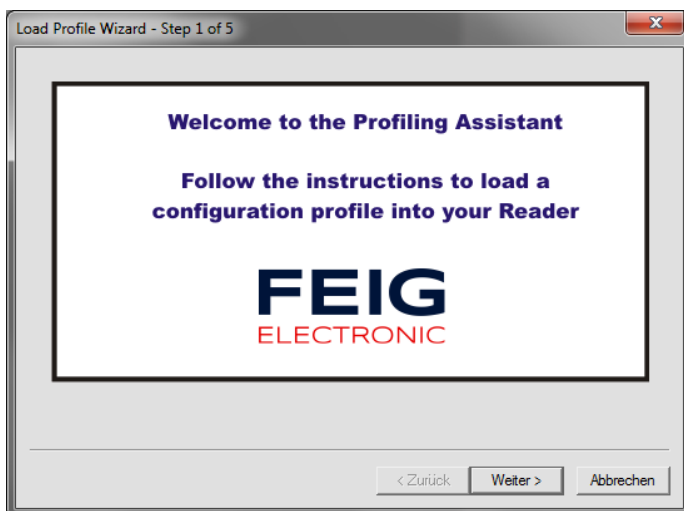 Load Profile Wizard - Step 1 of 5
Welcome to the Profiling Assistant
Follow the instructions to load a
configuration profile into your Reader
FEIG
ELECTRONIC
< Zurück Weiter > Abbrechen